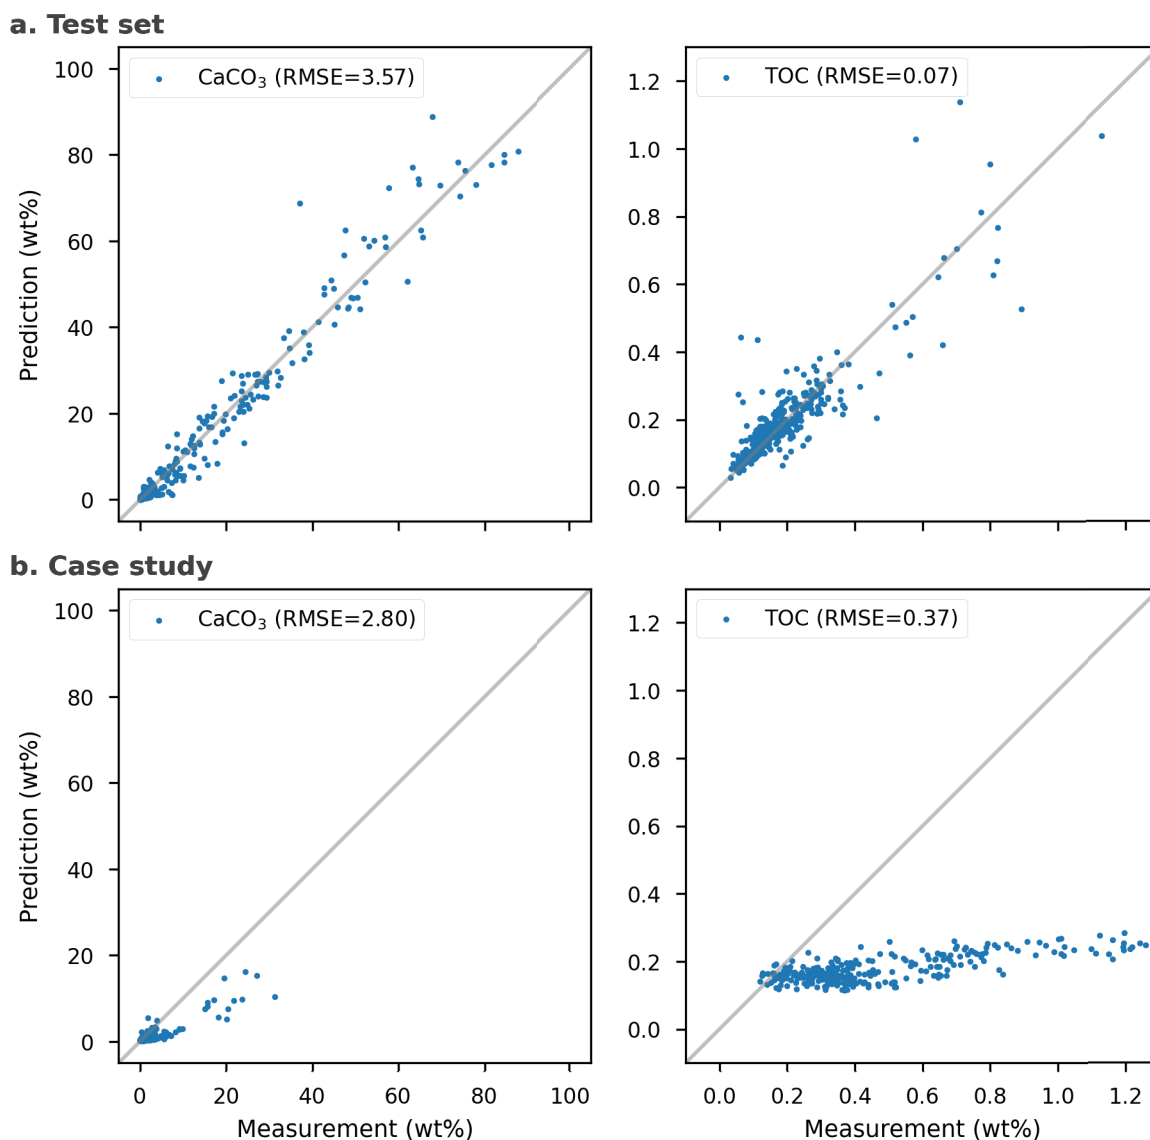 a. Test set
CaCO₃ (RMSE=3.57)
TOC (RMSE=0.07)
Prediction (wt%)
100
80
60
40
20
0
1.2
1.0
0.8
0.6
0.4
0.2
0.0
b. Case study
CaCO₃ (RMSE=2.80)
TOC (RMSE=0.37)
Prediction (wt%)
100
80
60
40
20
0
1.2
1.0
0.8
0.6
0.4
0.2
0.0
0 20 40 60 80 100
0.0 0.2 0.4 0.6 0.8 1.0 1.2
Measurement (wt%)
Measurement (wt%)